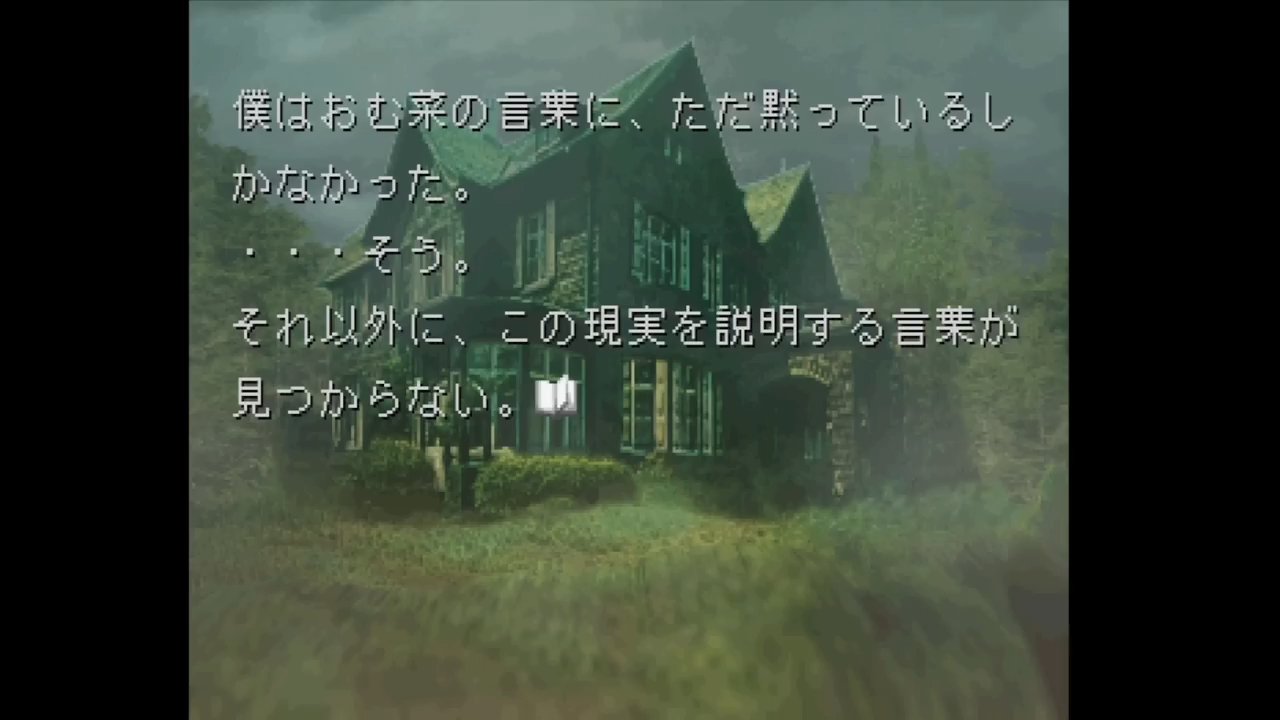 僕はおむ菜の言葉に、ただ黙っているし
かなかった。
・・・そう。
それ以外に、この現実を説明する言葉が
見つからない。